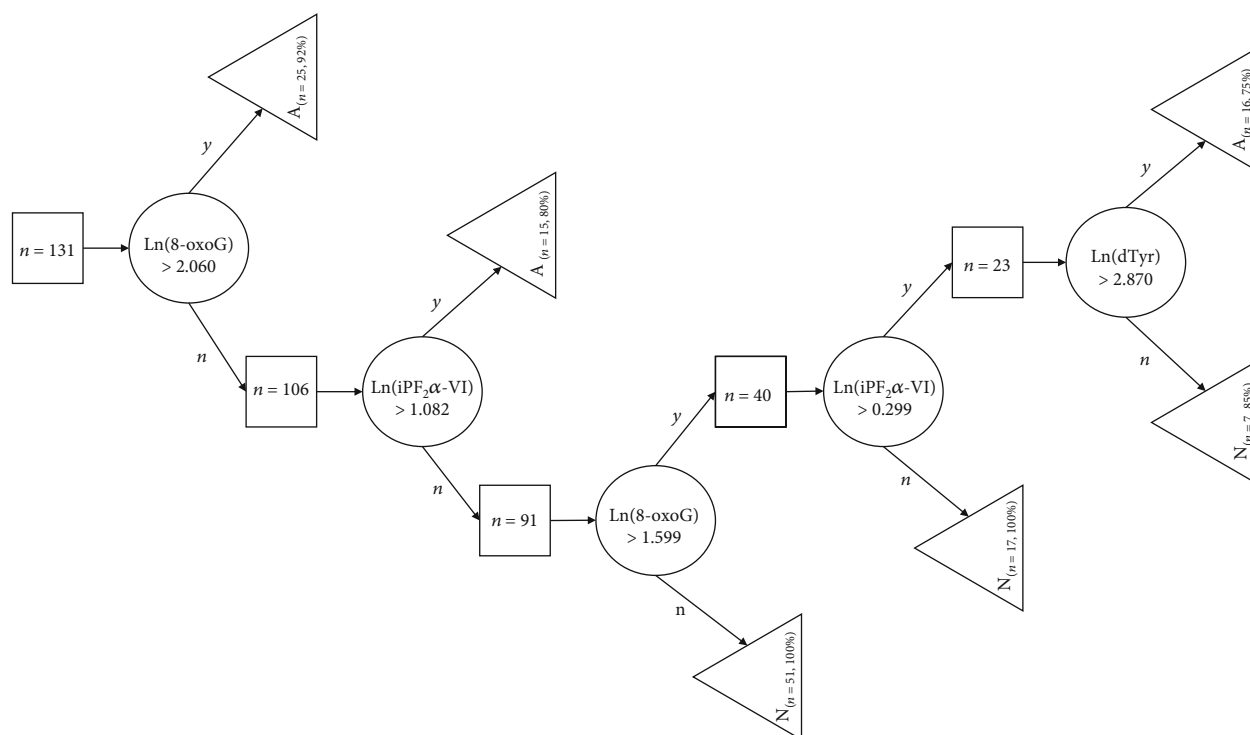 n = 131
Ln(8-oxoG)
> 2.060
y
A (n = 25, 92%)
n
n = 106
Ln(iPF₂α-VI)
> 1.082
y
A (n = 15, 80%)
n
n = 91
Ln(8-oxoG)
> 1.599
y
n
N (n = 51, 100%)
n = 40
Ln(iPF₂α-VI)
> 0.299
y
n
N (n = 17, 100%)
n = 23
Ln(dTyr)
> 2.870
y
A (n = 16, 75%)
n
N (n = 7, 85%)